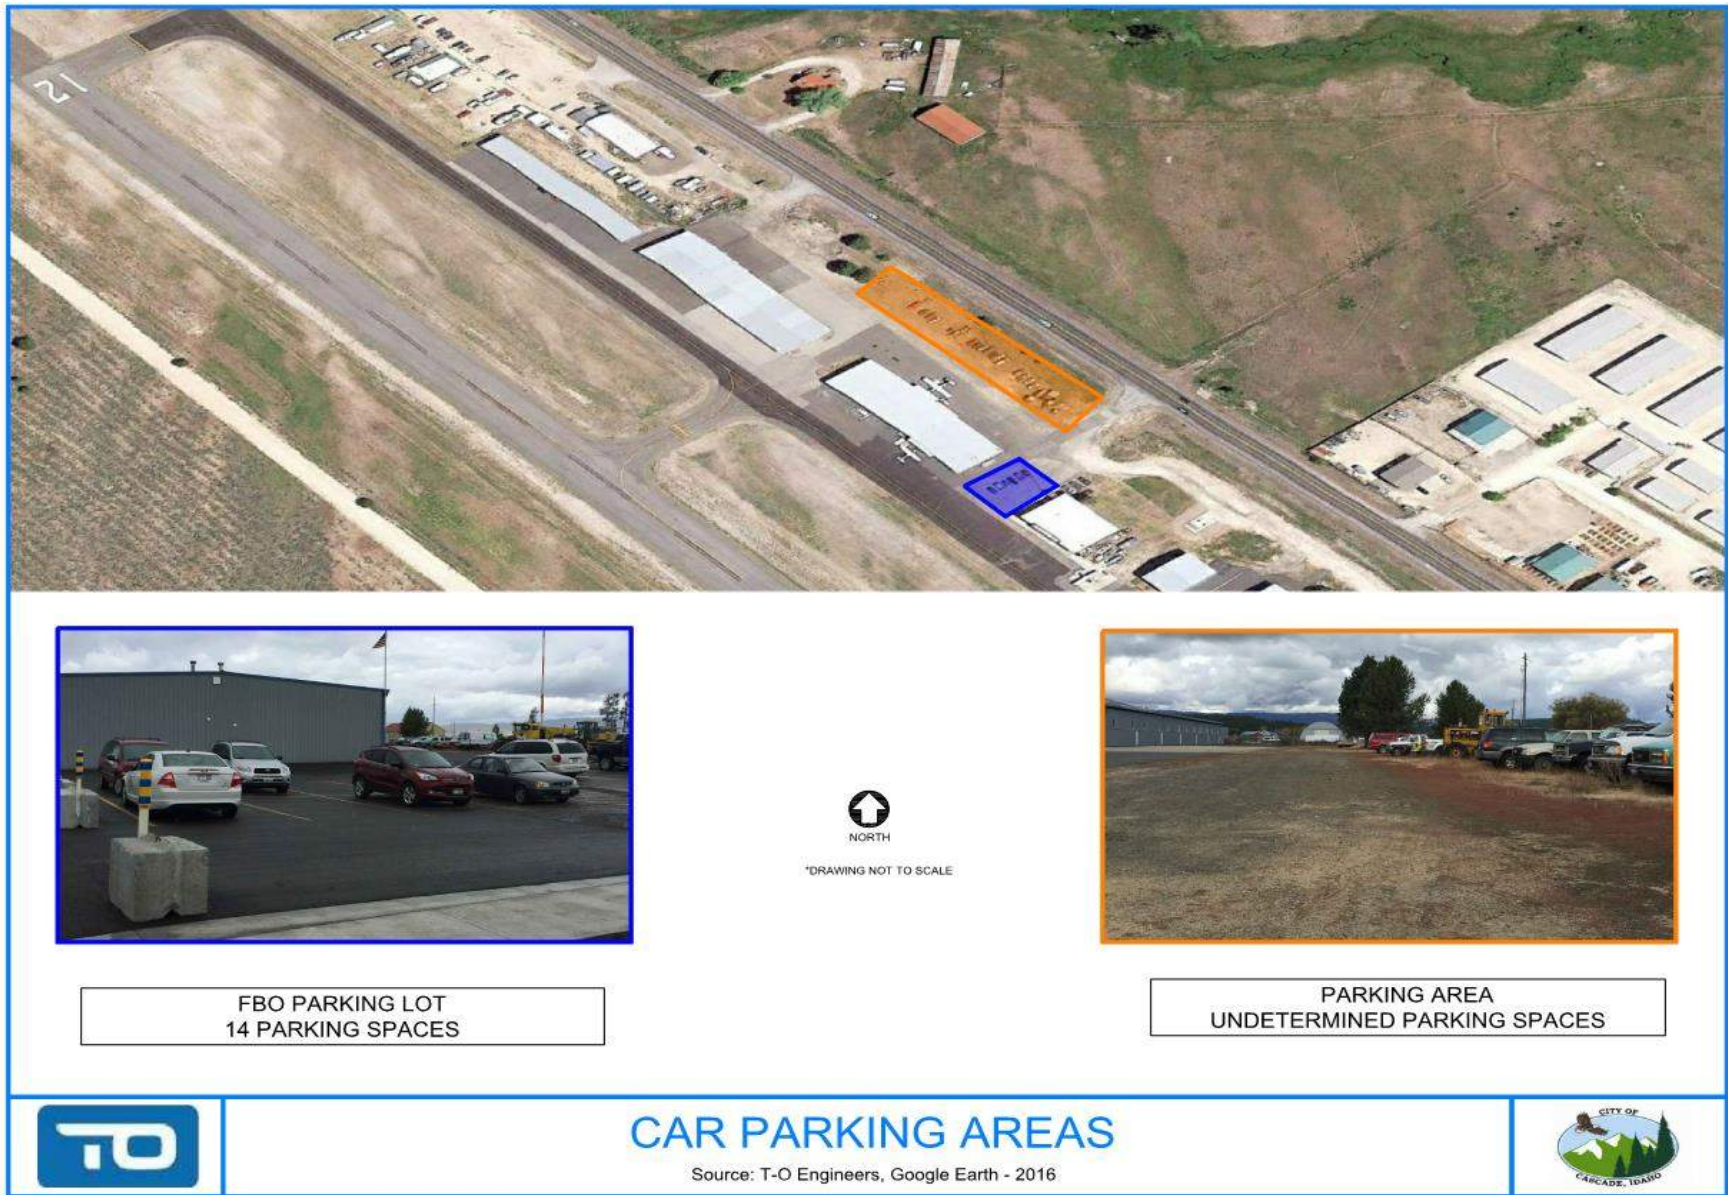 21
NORTH
*DRAWING NOT TO SCALE
FBO PARKING LOT
14 PARKING SPACES
PARKING AREA
UNDETERMINED PARKING SPACES
TO
CAR PARKING AREAS
Source: T-O Engineers, Google Earth - 2016
CITY OF
CASCADE, IDAHO